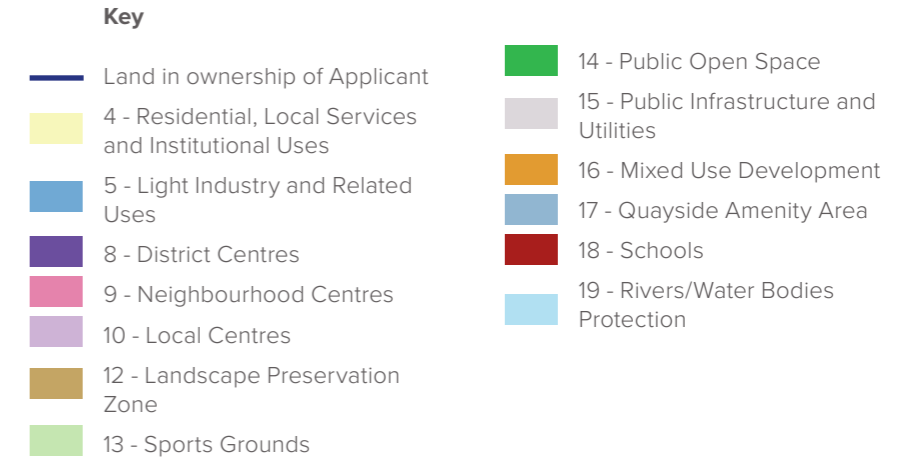 Key
Land in ownership of Applicant
4 - Residential, Local Services
and Institutional Uses
5 - Light Industry and Related
Uses
8 - District Centres
9 - Neighbourhood Centres
10 - Local Centres
12 - Landscape Preservation
Zone
13 - Sports Grounds
14 - Public Open Space
15 - Public Infrastructure and
Utilities
16 - Mixed Use Development
17 - Quayside Amenity Area
18 - Schools
19 - Rivers/Water Bodies
Protection